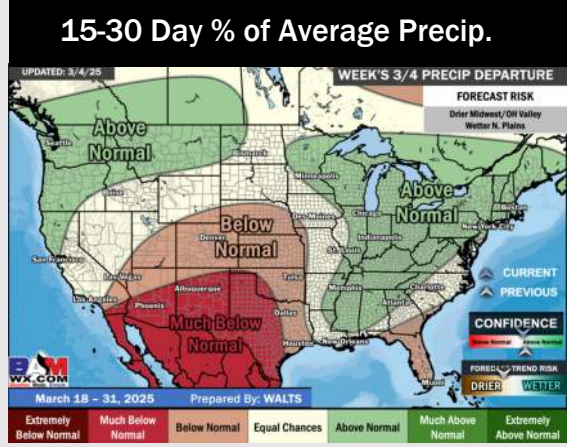 15-30 Day % of Average Precip.
UPDATED: 3/4/25
WEEK'S 3/4 PRECIP DEPARTURE
FORECAST RISK
Drier Midwest/OH Valley
Wetter N. Plains
Above
Normal
Seattle
Bismarck
Minneapolis
Boise
Above
Normal
Boston
Chicago
New York City
Des Moines
Below
Normal
Denver
Indianapolis
St. Louis
San Francisco
Las Vegas
Tulsa
CURRENT
PREVIOUS
Los Angeles
Albuquerque
Memphis
Charlotte
Phoenix
Atlanta
Dallas
Much Below
Normal
CONFIDENCE
Below Normal
Above Normal
Houston
New Orleans
BAM
WX.COM
FORECAST TREND RISK
DRIER
WETTER
Miami
March 18 – 31, 2025
Prepared By: WALTS
Extremely
Below Normal
Much Below
Normal
Below Normal
Equal Chances
Above Normal
Much Above
Normal
Extremely
Above Normal